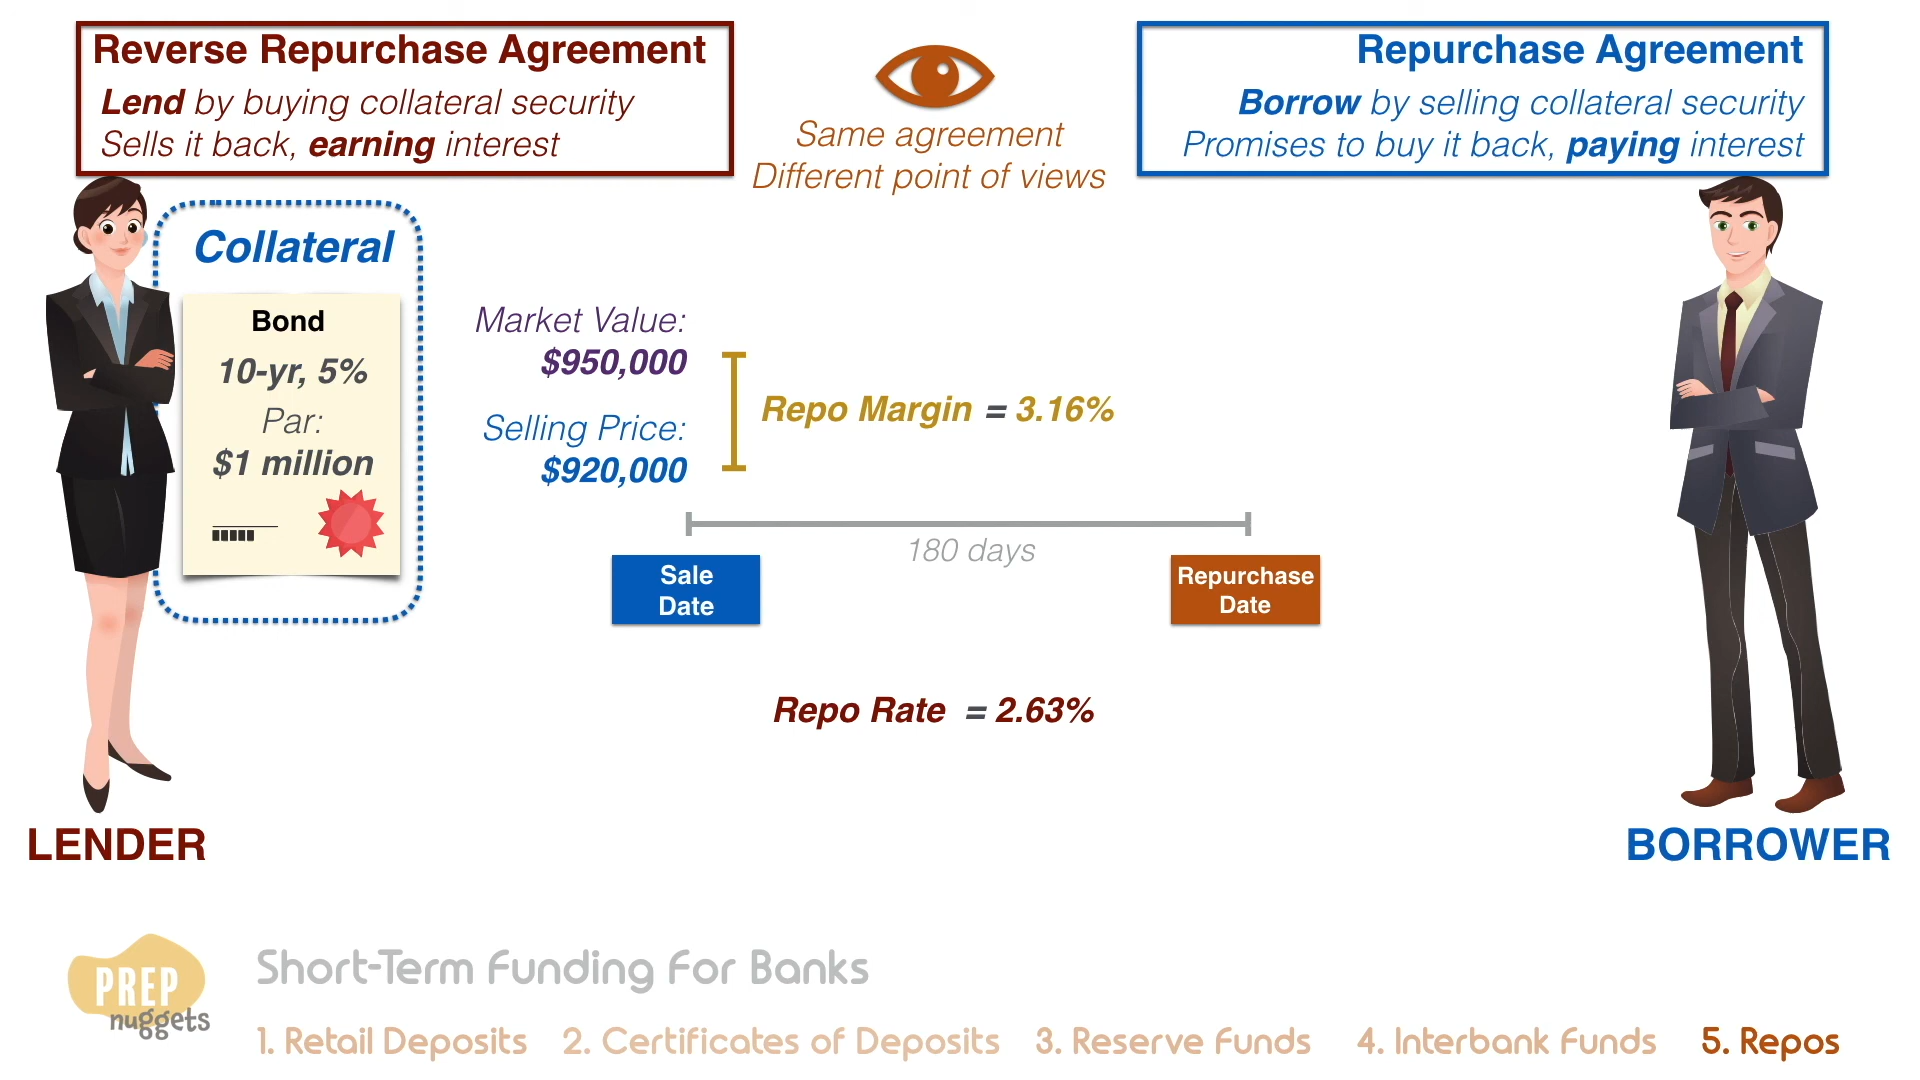 Reverse Repurchase Agreement
Lend by buying collateral security
Sells it back, earning interest
Same agreement
Different point of views
Repurchase Agreement
Borrow by selling collateral security
Promises to buy it back, paying interest
Collateral
Bond
10-yr, 5%
Par:
$1 million
Market Value:
$950,000
Selling Price:
$920,000
Repo Margin = 3.16%
180 days
Sale
Date
Repurchase
Date
Repo Rate = 2.63%
LENDER
BORROWER
PREP
nuggets
Short-Term Funding For Banks
1. Retail Deposits 2. Certificates of Deposits 3. Reserve Funds 4. Interbank Funds 5. Repos